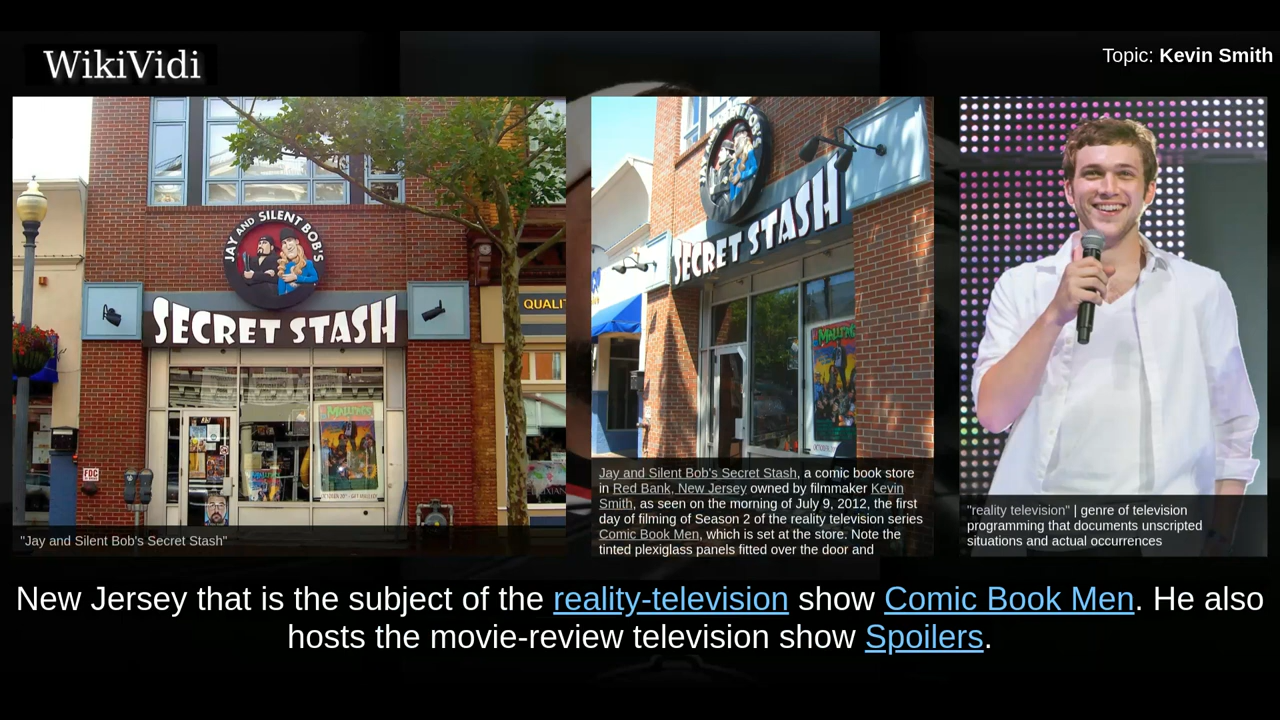 WikiVidi
Topic: Kevin Smith
JAY AND SILENT BOB'S
SECRET STASH
QUALI
MALLRATS
FDC
"Jay and Silent Bob's Secret Stash"
SILENT BOB'S
SECRET STASH
MALLRATS
Jay and Silent Bob's Secret Stash, a comic book store
in Red Bank, New Jersey owned by filmmaker Kevin
Smith, as seen on the morning of July 9, 2012, the first
day of filming of Season 2 of the reality television series
Comic Book Men, which is set at the store. Note the
tinted plexiglass panels fitted over the door and
"reality television" | genre of television
programming that documents unscripted
situations and actual occurrences
New Jersey that is the subject of the reality-television show Comic Book Men. He also
hosts the movie-review television show Spoilers.